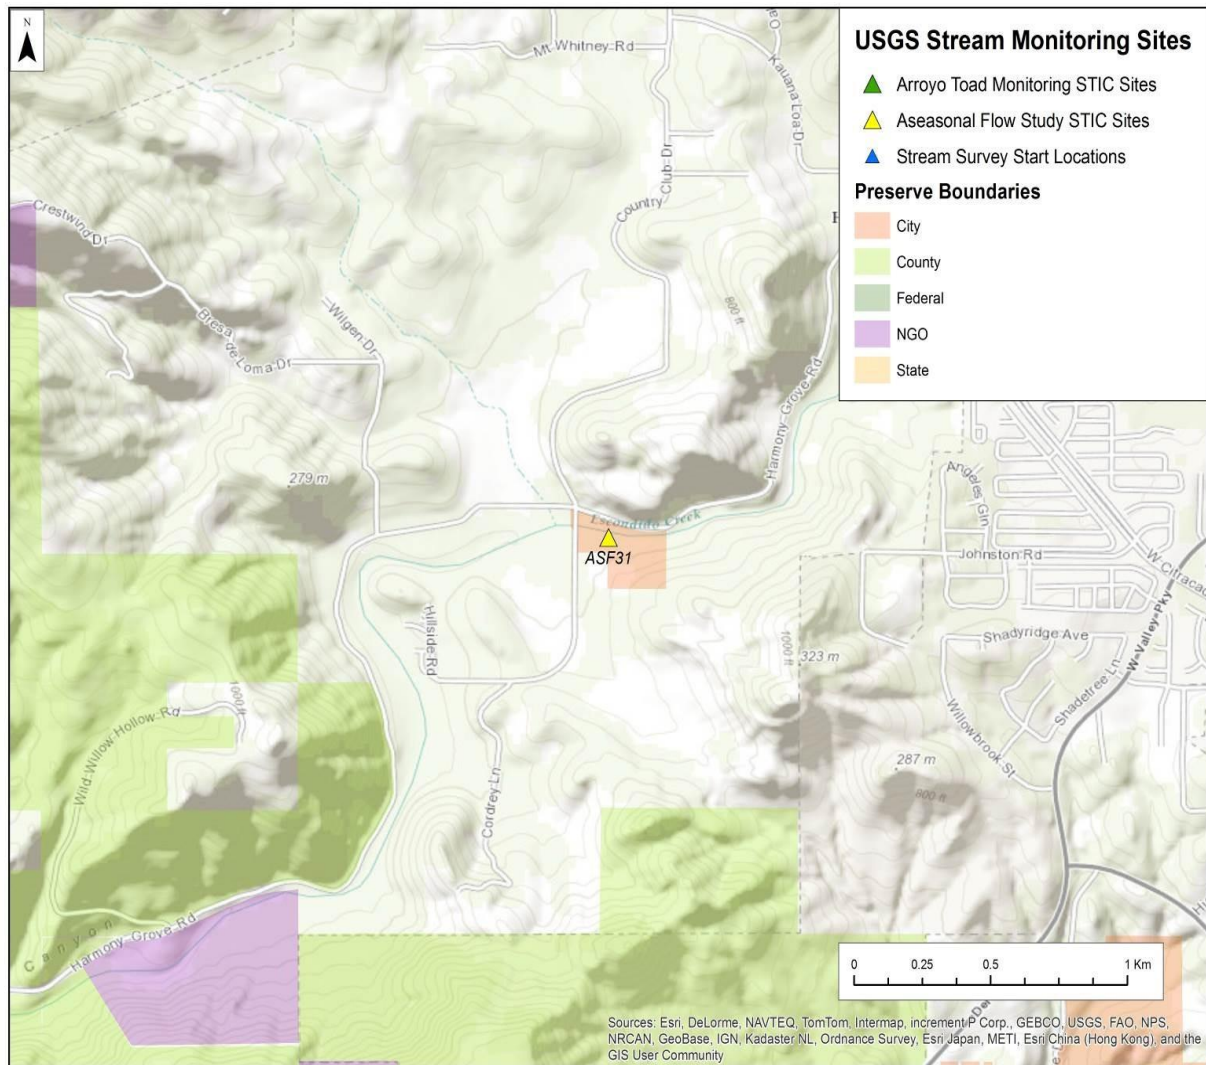 N
USGS Stream Monitoring Sites
Arroyo Toad Monitoring STIC Sites
Aseasonal Flow Study STIC Sites
Stream Survey Start Locations
Preserve Boundaries
City
County
Federal
NGO
State
Mt Whitney Rd
Kauana Loa Dr
Country Club Dr
Crestwind Dr
Bresa de Loma Dr
Wilgen Dr
800 ft
Harmony Grove Rd
279 m
Escondido Creek
ASF31
Angeles Gln
Johnston Rd
W Citracad
W Valley Pky
Shadyridge Ave
Shadetree Ln
Willowbrook St
Hillside Rd
1000 ft
323 m
287 m
800 ft
1000 ft
Wild Willow Hollow Rd
Cordrey Ln
Canyon
Harmony Grove Rd
0 0.25 0.5 1 Km
Sources: Esri, DeLorme, NAVTEQ, TomTom, Intermap, increment P Corp., GEBCO, USGS, FAO, NPS,
NRCAN, GeoBase, IGN, Kadaster NL, Ordnance Survey, Esri Japan, METI, Esri China (Hong Kong), and the
GIS User Community